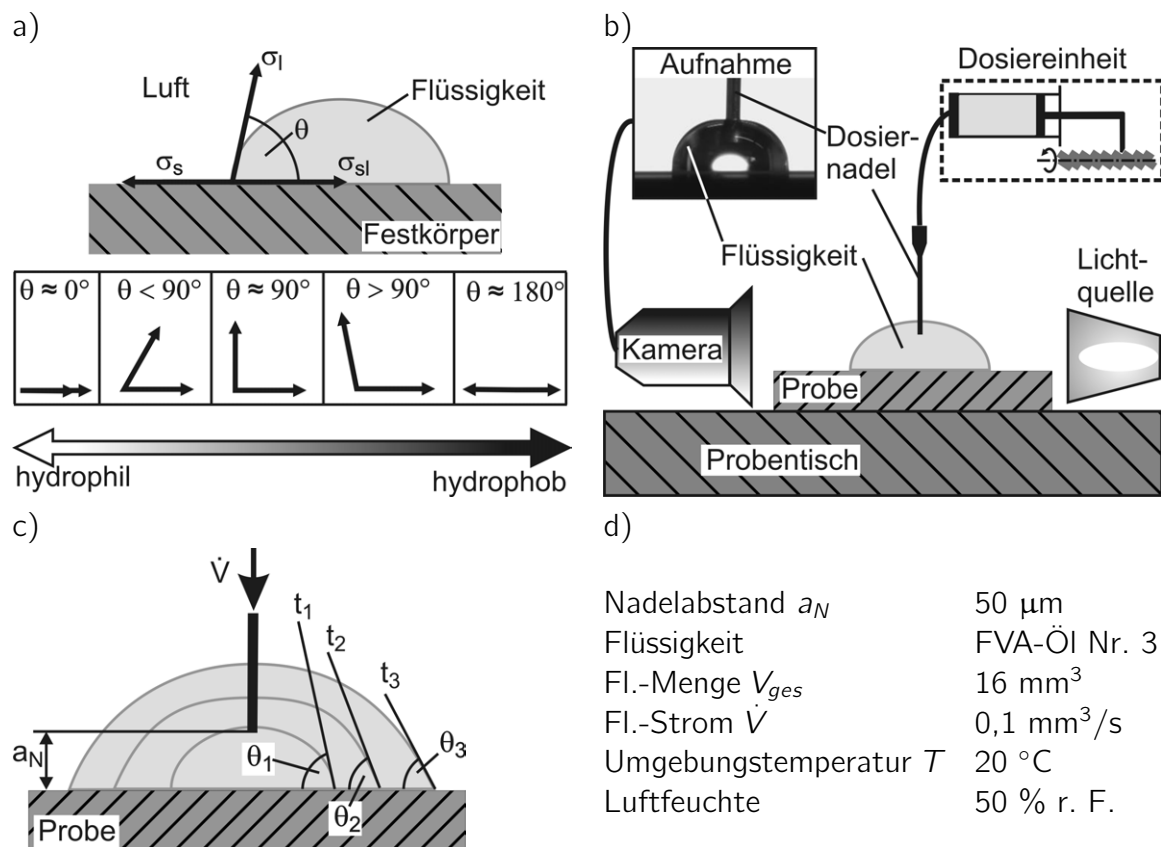 a)
σl
Luft
Flüssigkeit
θ
σs
σsl
Festkörper
θ ≈ 0°
θ < 90°
θ ≈ 90°
θ > 90°
θ ≈ 180°
hydrophil
hydrophob
b)
Aufnahme
Dosiereinheit
Dosier-
nadel
Flüssigkeit
Licht-
quelle
Kamera
Probe
Probentisch
c)
V̇
t1
t2
t3
aN
θ1
θ2
θ3
Probe
d)
Nadelabstand aN 50 μm
Flüssigkeit FVA-Öl Nr. 3
Fl.-Menge Vges 16 mm³
Fl.-Strom V̇ 0,1 mm³/s
Umgebungstemperatur T 20 °C
Luftfeuchte 50 % r. F.